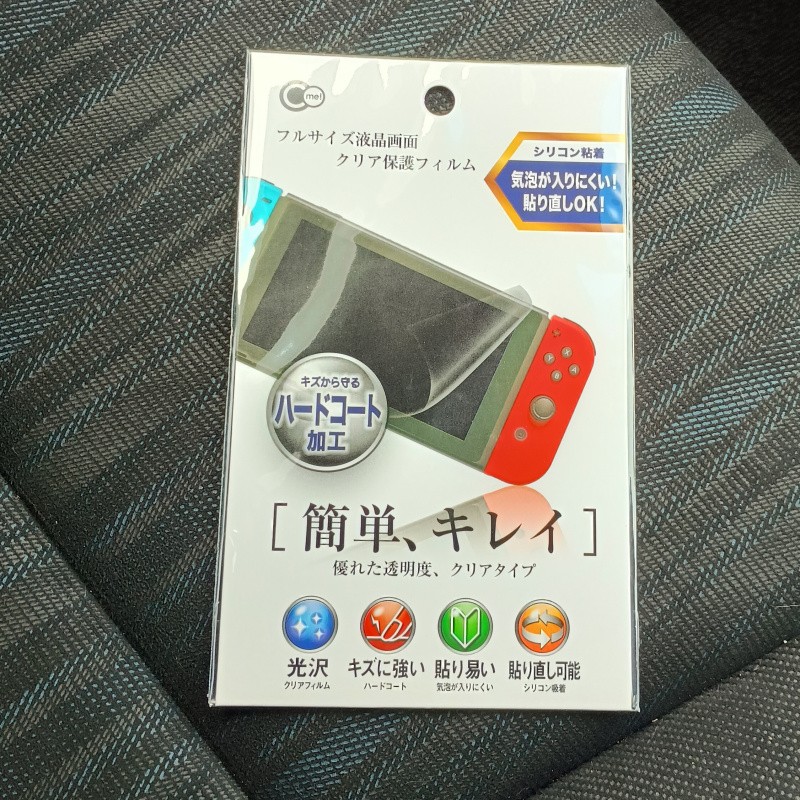 me!
フルサイズ液晶画面
クリア保護フィルム
シリコン粘着
気泡が入りにくい！
貼り直しOK！
キズから守る
ハードコート
加工
［簡単、キレイ］
優れた透明度、クリアタイプ
光沢
クリアフィルム
キズに強い
ハードコート
貼り易い
気泡が入りにくい
貼り直し可能
シリコン吸着